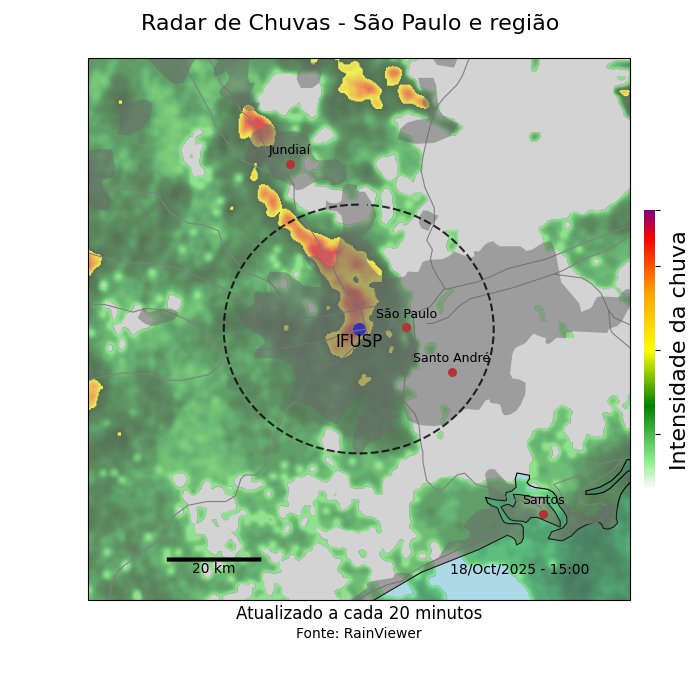 Radar de Chuvas - São Paulo e região
Jundiaí
São Paulo
IFUSP
Santo André
Santos
20 km
18/Oct/2025 - 15:00
Intensidade da chuva
Atualizado a cada 20 minutos
Fonte: RainViewer